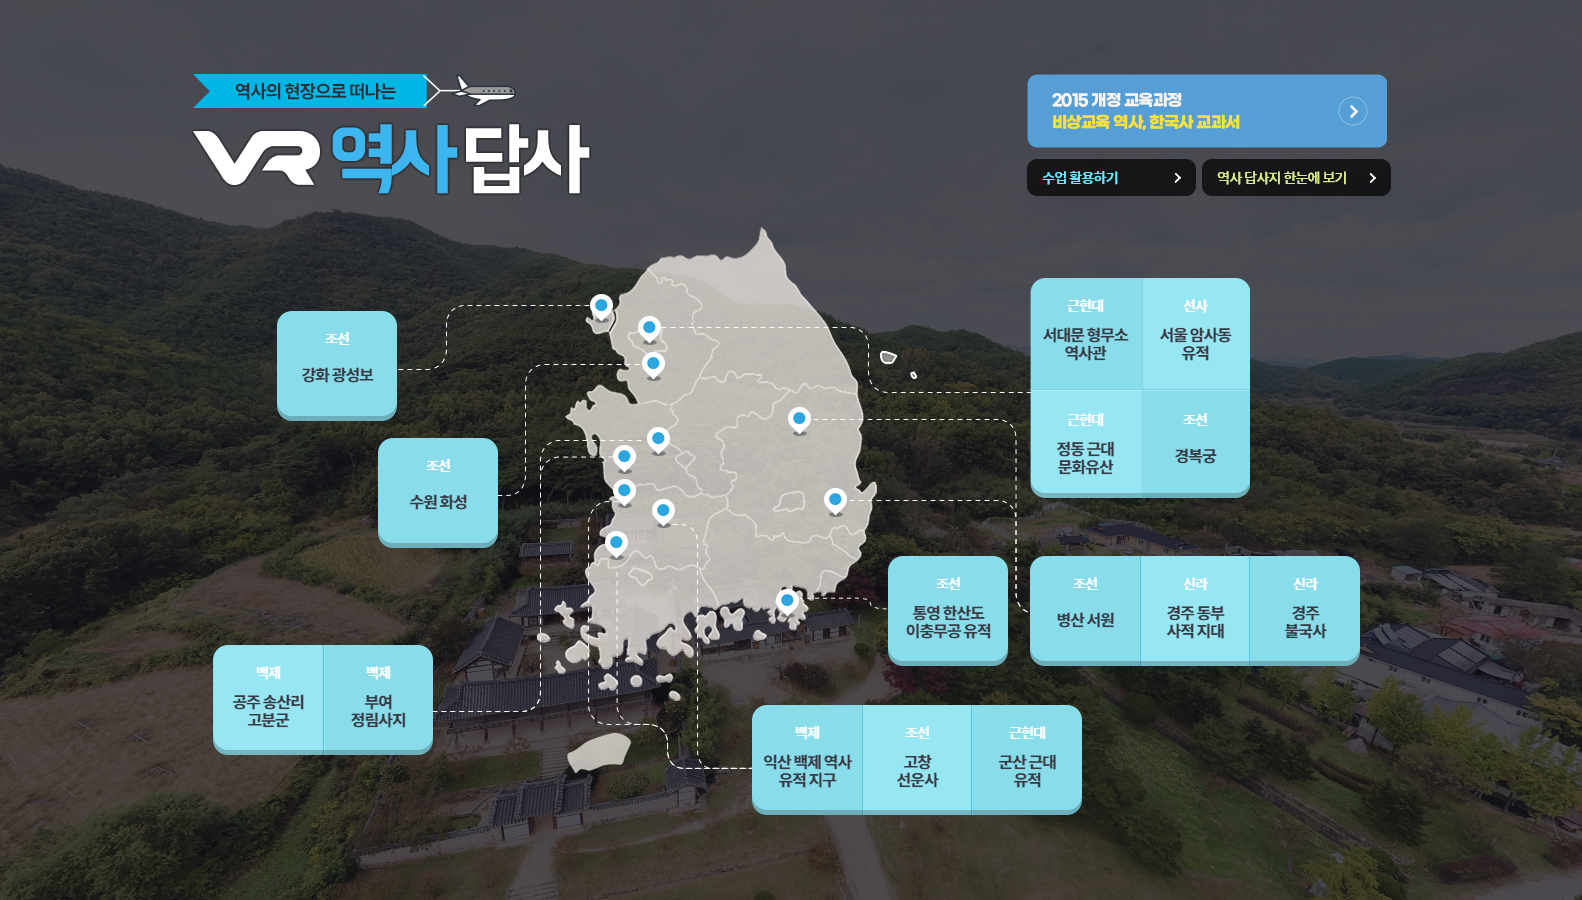 역사의 현장으로 떠나는
VR 역사 답사
2015 개정 교육과정
비상교육 역사, 한국사 교과서
수업 활용하기
역사 답사지 한눈에 보기
조선
강화 광성보
조선
수원 화성
근현대
서대문 형무소
역사관
선사
서울 암사동
유적
근현대
정동 근대
문화유산
조선
경복궁
조선
통영 한산도
이충무공 유적
조선
병산 서원
신라
경주 동부
사적 지대
신라
경주
불국사
백제
공주 송산리
고분군
백제
부여
정림사지
백제
익산 백제 역사
유적 지구
조선
고창
선운사
근현대
군산 근대
유적